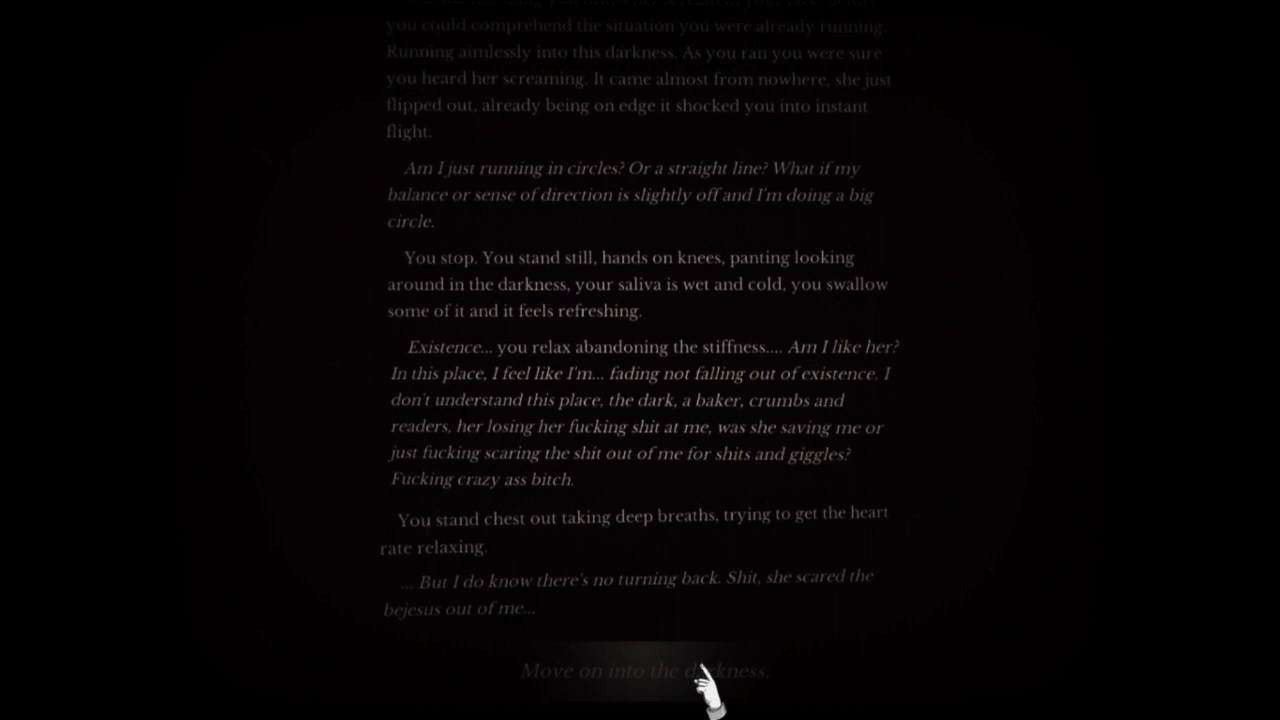 you could comprehend the situation you were already running.
Running aimlessly into this darkness. As you ran you were sure
you heard her screaming. It came almost from nowhere, she just
flipped out, already being on edge it shocked you into instant
flight.
Am I just running in circles? Or a straight line? What if my
balance or sense of direction is slightly off and I'm doing a big
circle.
You stop. You stand still, hands on knees, panting looking
around in the darkness, your saliva is wet and cold, you swallow
some of it and it feels refreshing.
Existence... you relax abandoning the stiffness.... Am I like her?
In this place, I feel like I'm... fading not falling out of existence. I
don't understand this place, the dark, a baker, crumbs and
readers, her losing her fucking shit at me, was she saving me or
just fucking scaring the shit out of me for shits and giggles?
Fucking crazy ass bitch.
You stand chest out taking deep breaths, trying to get the heart
rate relaxing.
... But I do know there's no turning back. Shit, she scared the
bejesus out of me...
Move on into the darkness.